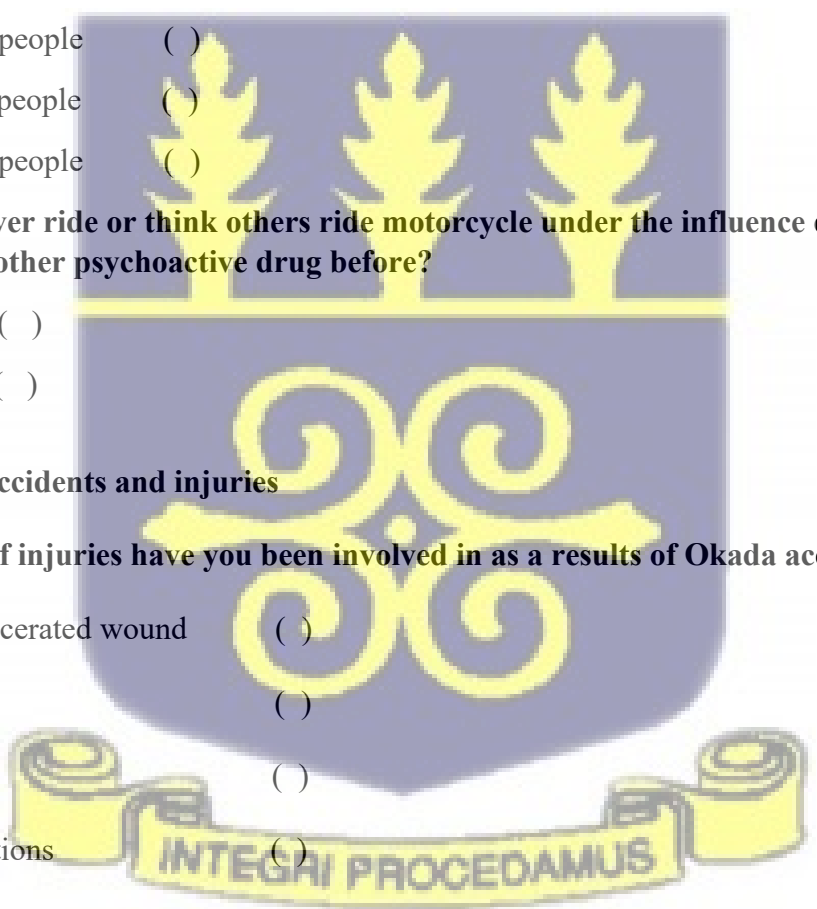 people ( )
people ( )
people ( )
ver ride or think others ride motorcycle under the influence
other psychoactive drug before?
( )
( )
ccidents and injuries
f injuries have you been involved in as a results of Okada acc
cerated wound ( )
( )
( )
tions ( )
INTEGRI PROCEDAMUS